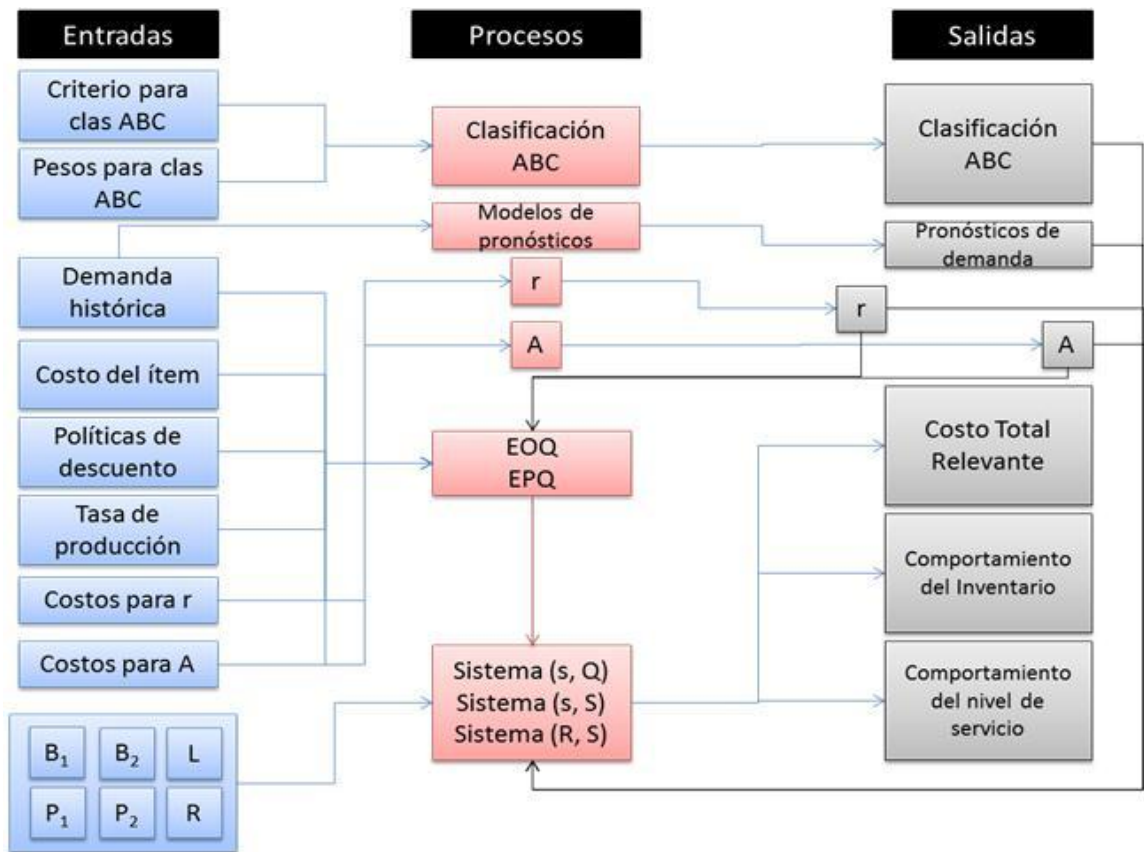 Entradas
Procesos
Salidas
Criterio para
clas ABC
Pesos para clas
ABC
Demanda
histórica
Costo del ítem
Políticas de
descuento
Tasa de
producción
Costos para r
Costos para A
B₁ B₂ L
P₁ P₂ R
Clasificación
ABC
Modelos de
pronósticos
r
A
EOQ
EPQ
Sistema (s, Q)
Sistema (s, S)
Sistema (R, S)
Clasificación
ABC
Pronósticos de
demanda
r
A
Costo Total
Relevante
Comportamiento
del Inventario
Comportamiento
del nivel de
servicio